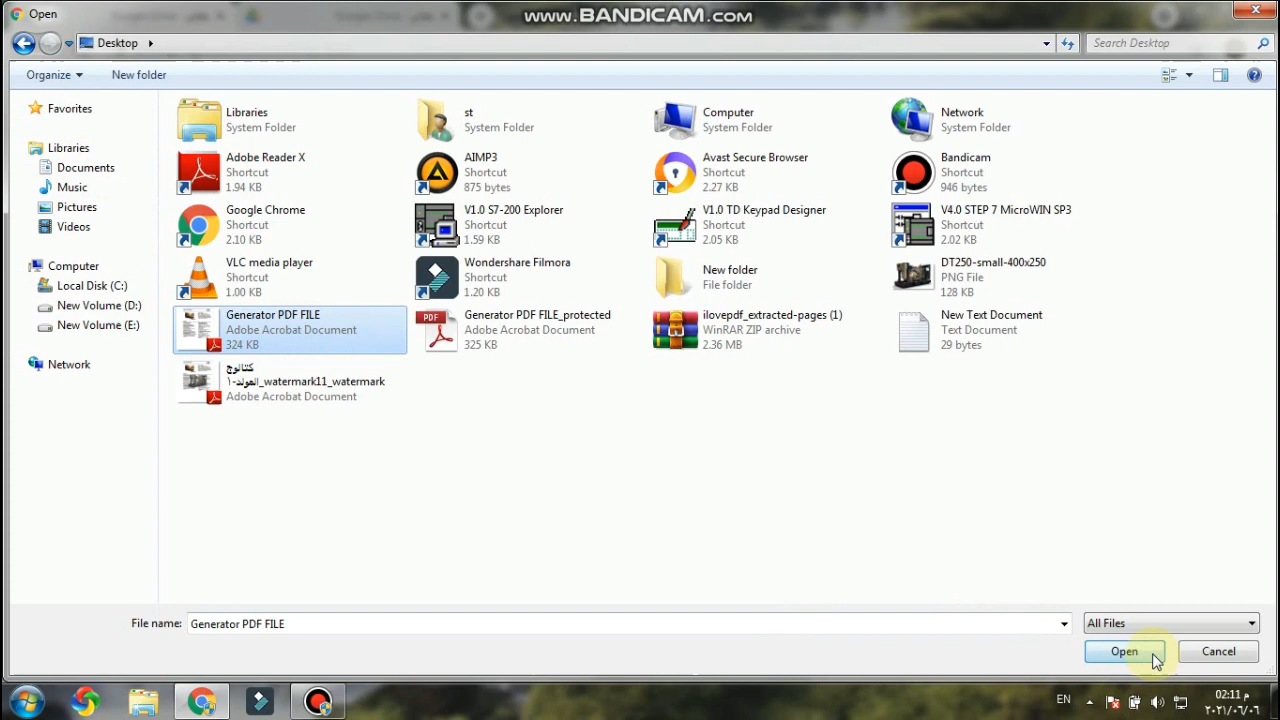 Open
www.BANDICAM.com
Desktop
Search Desktop
Organize
New folder
Favorites
Libraries
Documents
Music
Pictures
Videos
Computer
Local Disk (C:)
New Volume (D:)
New Volume (E:)
Network
Libraries
System Folder
st
System Folder
Computer
System Folder
Network
System Folder
Adobe Reader X
Shortcut
1.94 KB
AIMP3
Shortcut
875 bytes
Avast Secure Browser
Shortcut
2.27 KB
Bandicam
Shortcut
946 bytes
Google Chrome
Shortcut
2.10 KB
V1.0 S7-200 Explorer
Shortcut
1.59 KB
V1.0 TD Keypad Designer
Shortcut
2.05 KB
V4.0 STEP 7 MicroWIN SP3
Shortcut
2.02 KB
VLC media player
Shortcut
1.00 KB
Wondershare Filmora
Shortcut
1.20 KB
New folder
File folder
DT250-small-400x250
PNG File
128 KB
Generator PDF FILE
Adobe Acrobat Document
324 KB
PDF
Generator PDF FILE_protected
Adobe Acrobat Document
325 KB
ilovepdf_extracted-pages (1)
WinRAR ZIP archive
2.36 MB
New Text Document
Text Document
29 bytes
كتالوج
العولند-١_watermark11_watermark
Adobe Acrobat Document
File name:
Generator PDF FILE
All Files
Open
Cancel
EN
02:11 م
٢٠٢١/٠٦/٠٦